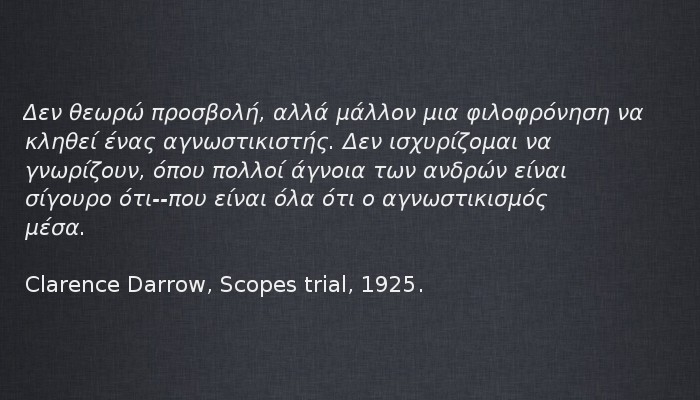 Δεν θεωρώ προσβολή, αλλά μάλλον μια φιλοφρόνηση να
κληθεί ένας αγνωστικιστής. Δεν ισχυρίζομαι να
γνωρίζουν, όπου πολλοί άγνοια των ανδρών είναι
σίγουρο ότι--που είναι όλα ότι ο αγνωστικισμός
μέσα.
Clarence Darrow, Scopes trial, 1925.